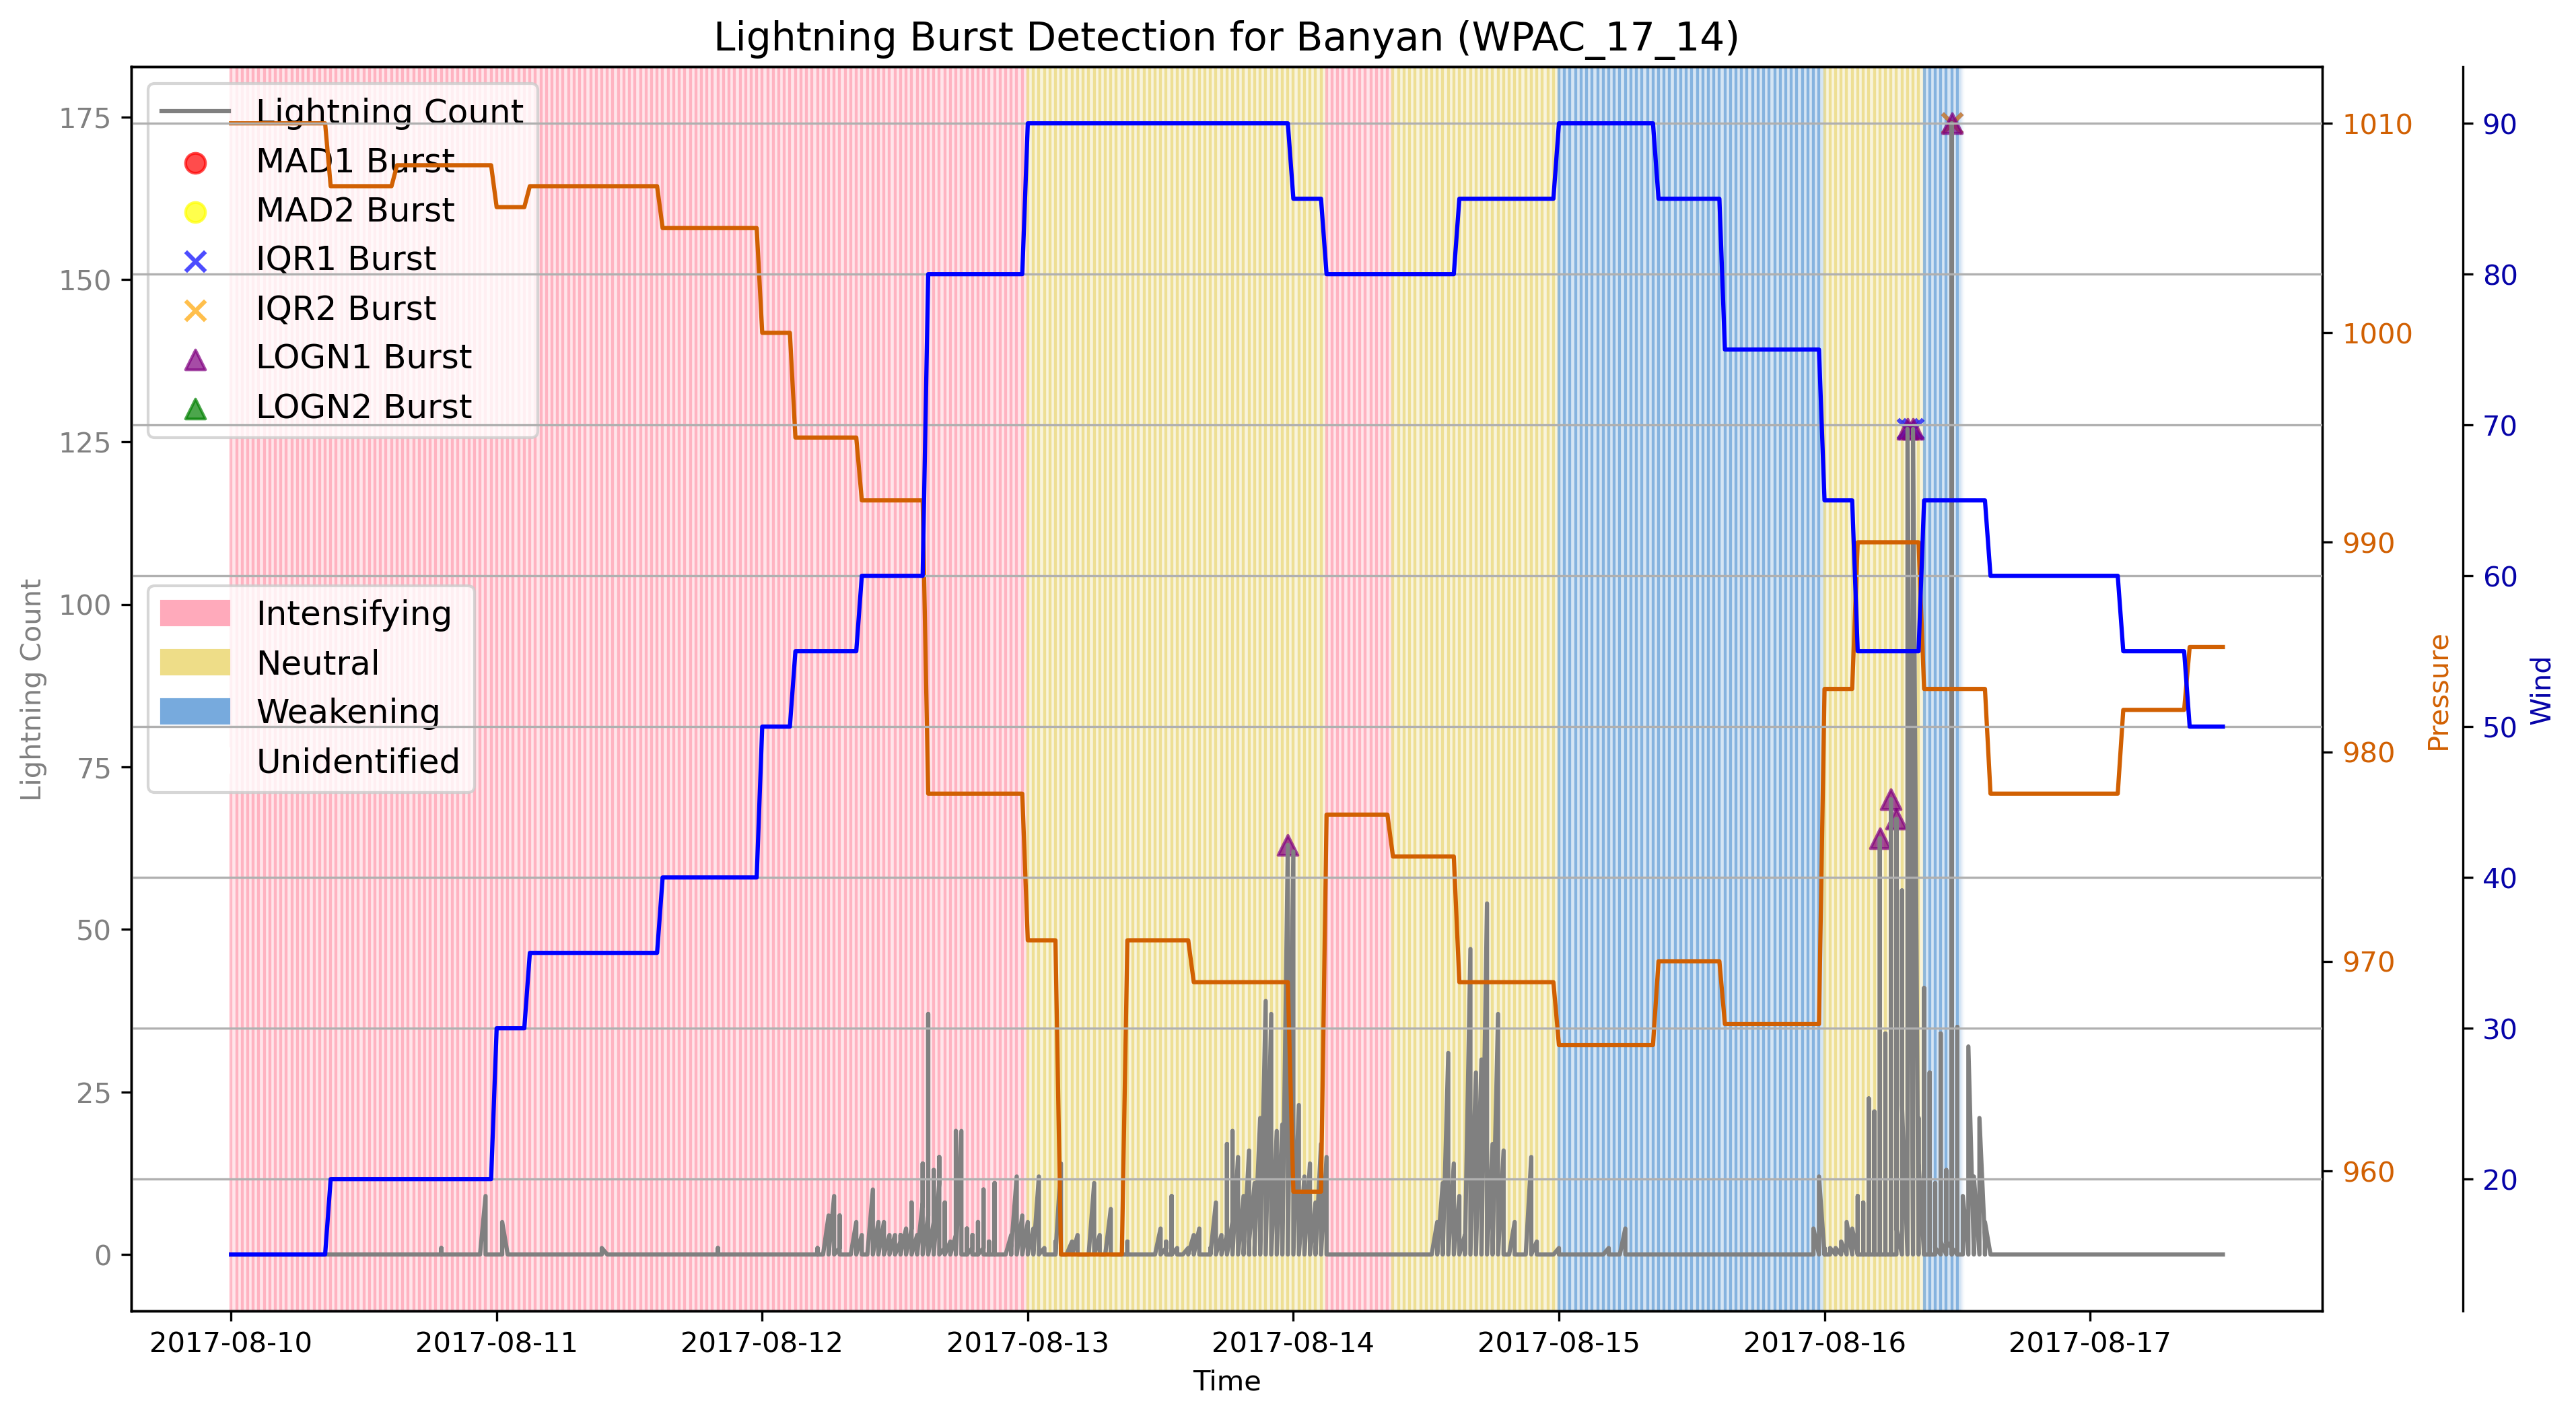 Lightning Burst Detection for Banyan (WPAC_17_14)
Lightning Count
MAD1 Burst
MAD2 Burst
IQR1 Burst
IQR2 Burst
LOGN1 Burst
LOGN2 Burst
Intensifying
Neutral
Weakening
Unidentified
Lightning Count
175
150
125
100
75
50
25
0
1010
1000
990
980
970
960
Pressure
90
80
70
60
50
40
30
20
Wind
2017-08-10
2017-08-11
2017-08-12
2017-08-13
2017-08-14
2017-08-15
2017-08-16
2017-08-17
Time